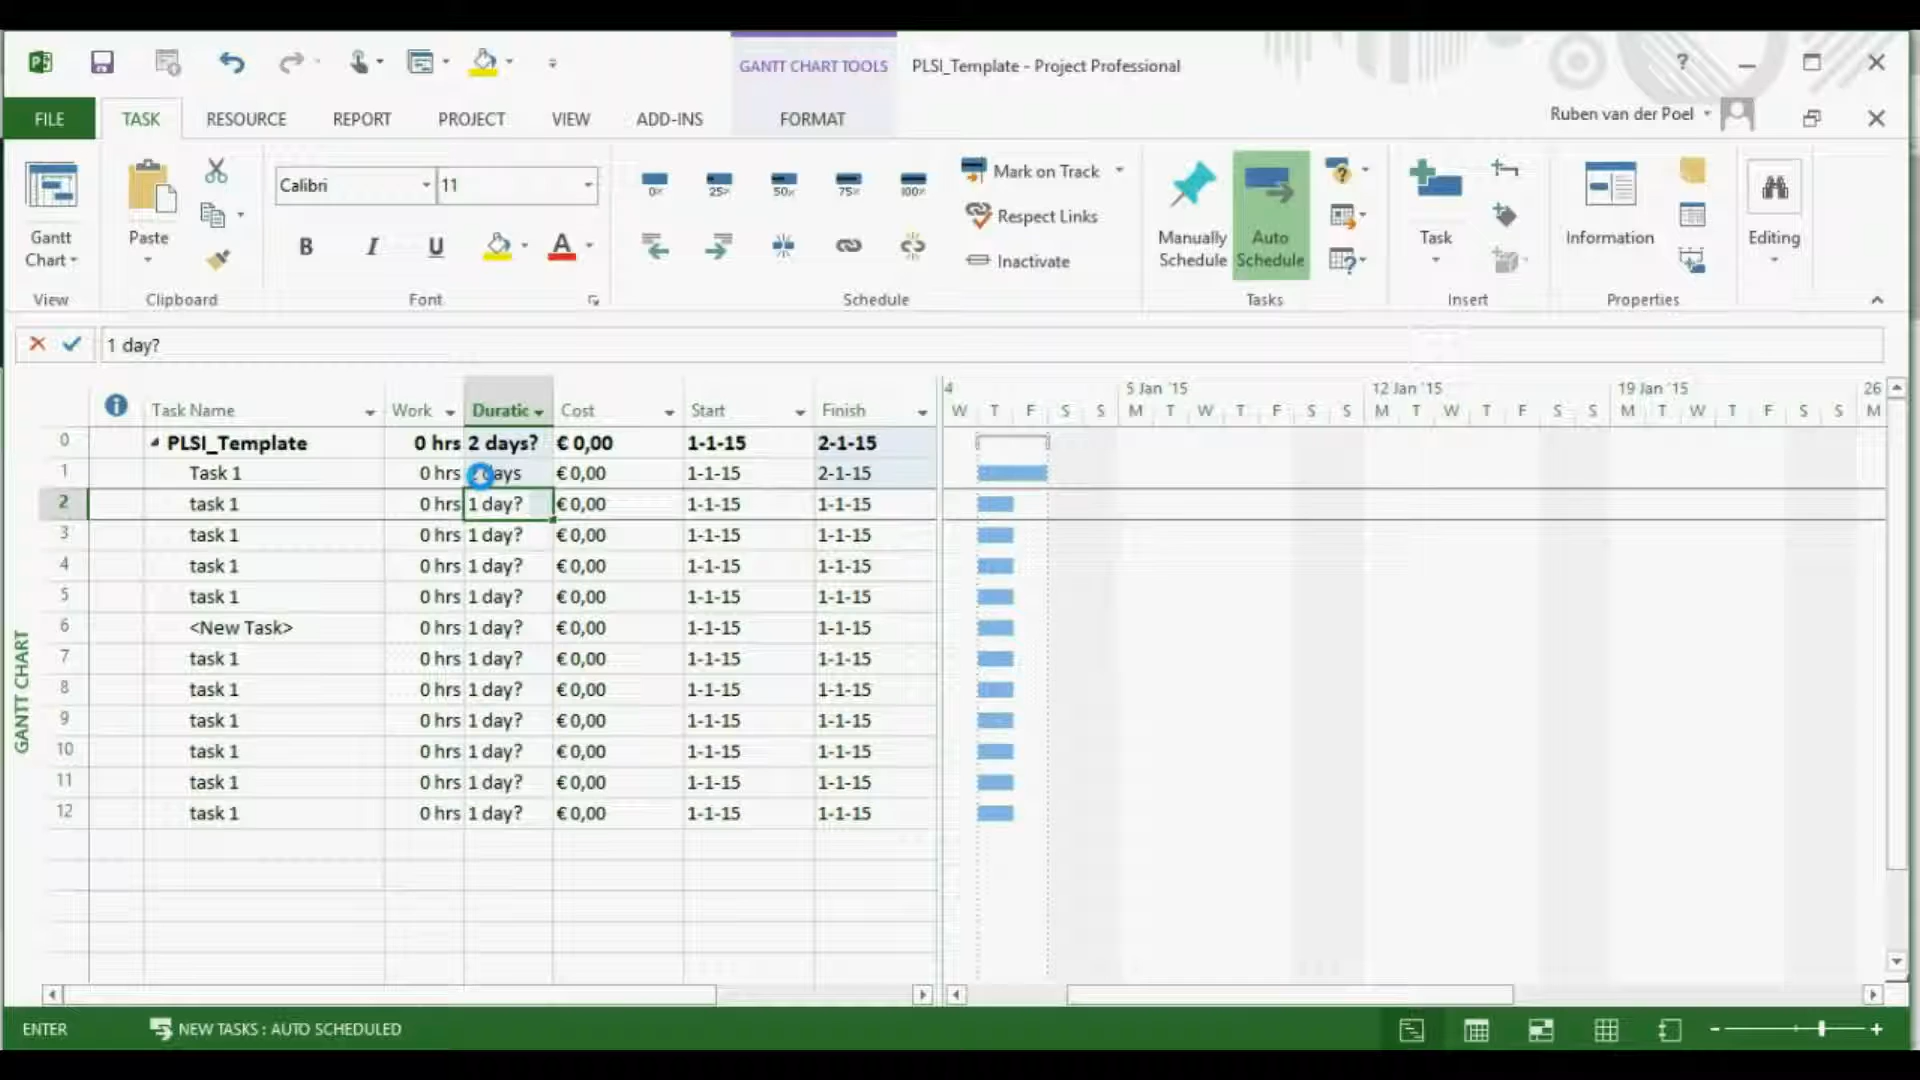 GANTT CHART TOOLS
PLSI_Template - Project Professional
?
FILE
TASK
RESOURCE
REPORT
PROJECT
VIEW
ADD-INS
FORMAT
Ruben van der Poel
Gantt Chart
View
Paste
Clipboard
Calibri
11
B I U A
Font
0% 25% 50% 75% 100%
Mark on Track
Respect Links
Inactivate
Schedule
Manually Schedule
Auto Schedule
Tasks
Task
Insert
Information
Properties
Editing
1 day?
Task Name Work Duratic Cost Start Finish
0 PLSI_Template 0 hrs 2 days? € 0,00 1-1-15 2-1-15
1 Task 1 0 hrs days € 0,00 1-1-15 2-1-15
2 task 1 0 hrs 1 day? € 0,00 1-1-15 1-1-15
3 task 1 0 hrs 1 day? € 0,00 1-1-15 1-1-15
4 task 1 0 hrs 1 day? € 0,00 1-1-15 1-1-15
5 task 1 0 hrs 1 day? € 0,00 1-1-15 1-1-15
6 <New Task> 0 hrs 1 day? € 0,00 1-1-15 1-1-15
7 task 1 0 hrs 1 day? € 0,00 1-1-15 1-1-15
8 task 1 0 hrs 1 day? € 0,00 1-1-15 1-1-15
9 task 1 0 hrs 1 day? € 0,00 1-1-15 1-1-15
10 task 1 0 hrs 1 day? € 0,00 1-1-15 1-1-15
11 task 1 0 hrs 1 day? € 0,00 1-1-15 1-1-15
12 task 1 0 hrs 1 day? € 0,00 1-1-15 1-1-15
4 5 Jan '15 12 Jan '15 19 Jan '15 26
W T F S S M T W T F S S M T W T F S S M T W T F S S M
GANTT CHART
ENTER
NEW TASKS : AUTO SCHEDULED